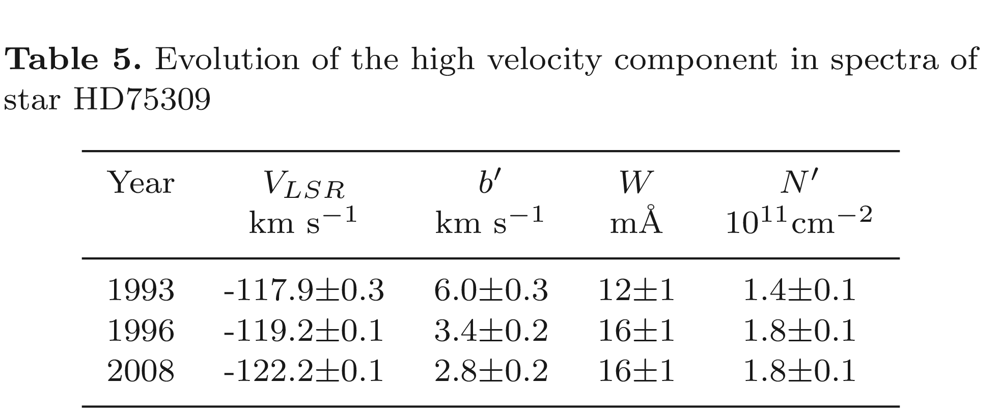 Table 5. Evolution of the high velocity component in spectra of
star HD75309
Year V_{LSR} b′ W N′
km s⁻¹ km s⁻¹ mÅ 10¹¹cm⁻²
1993 -117.9±0.3 6.0±0.3 12±1 1.4±0.1
1996 -119.2±0.1 3.4±0.2 16±1 1.8±0.1
2008 -122.2±0.1 2.8±0.2 16±1 1.8±0.1